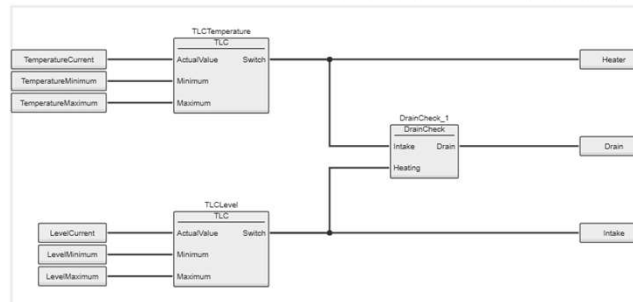 TLCTemperature
TLC
TemperatureCurrent
ActualValue Switch
Heater
TemperatureMinimum
Minimum
TemperatureMaximum
Maximum
DrainCheck_1
DrainCheck
Intake Drain
Drain
Heating
TLCLevel
TLC
LevelCurrent
ActualValue Switch
Intake
LevelMinimum
Minimum
LevelMaximum
Maximum